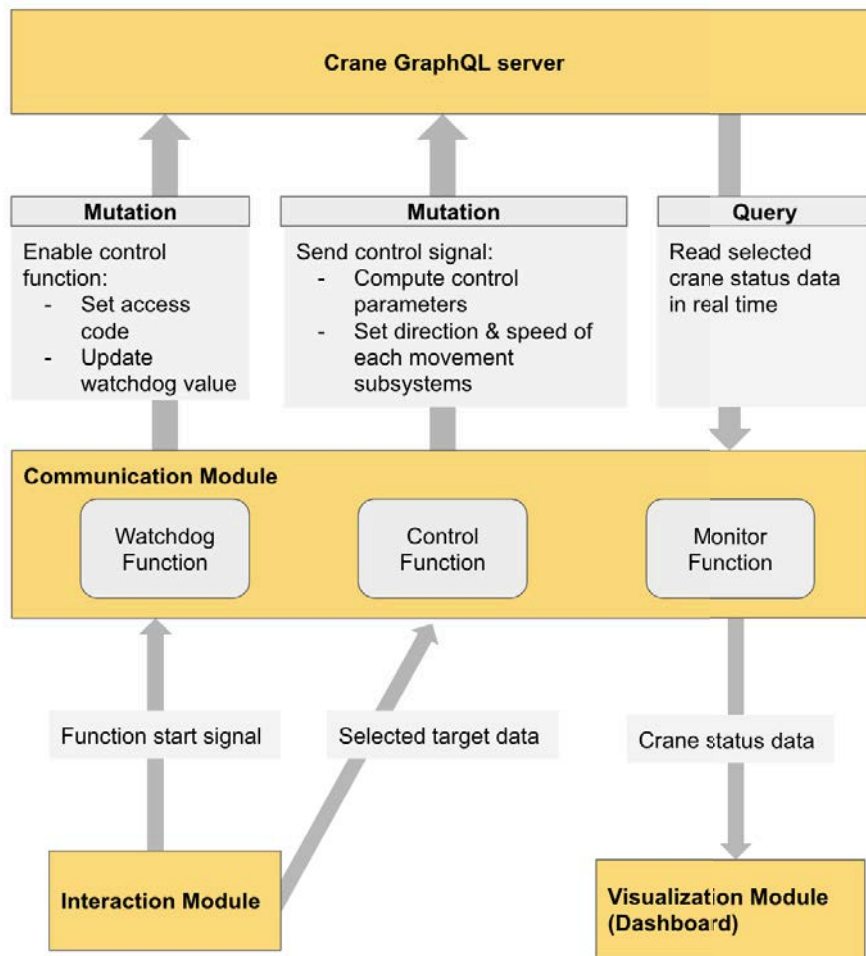 Crane GraphQL server
Mutation
Enable control
function:
- Set access
code
- Update
watchdog value
Mutation
Send control signal:
- Compute control
parameters
- Set direction & speed of
each movement
subsystems
Query
Read selected
crane status data
in real time
Communication Module
Watchdog
Function
Control
Function
Monitor
Function
Function start signal
Selected target data
Crane status data
Interaction Module
Visualization Module
(Dashboard)